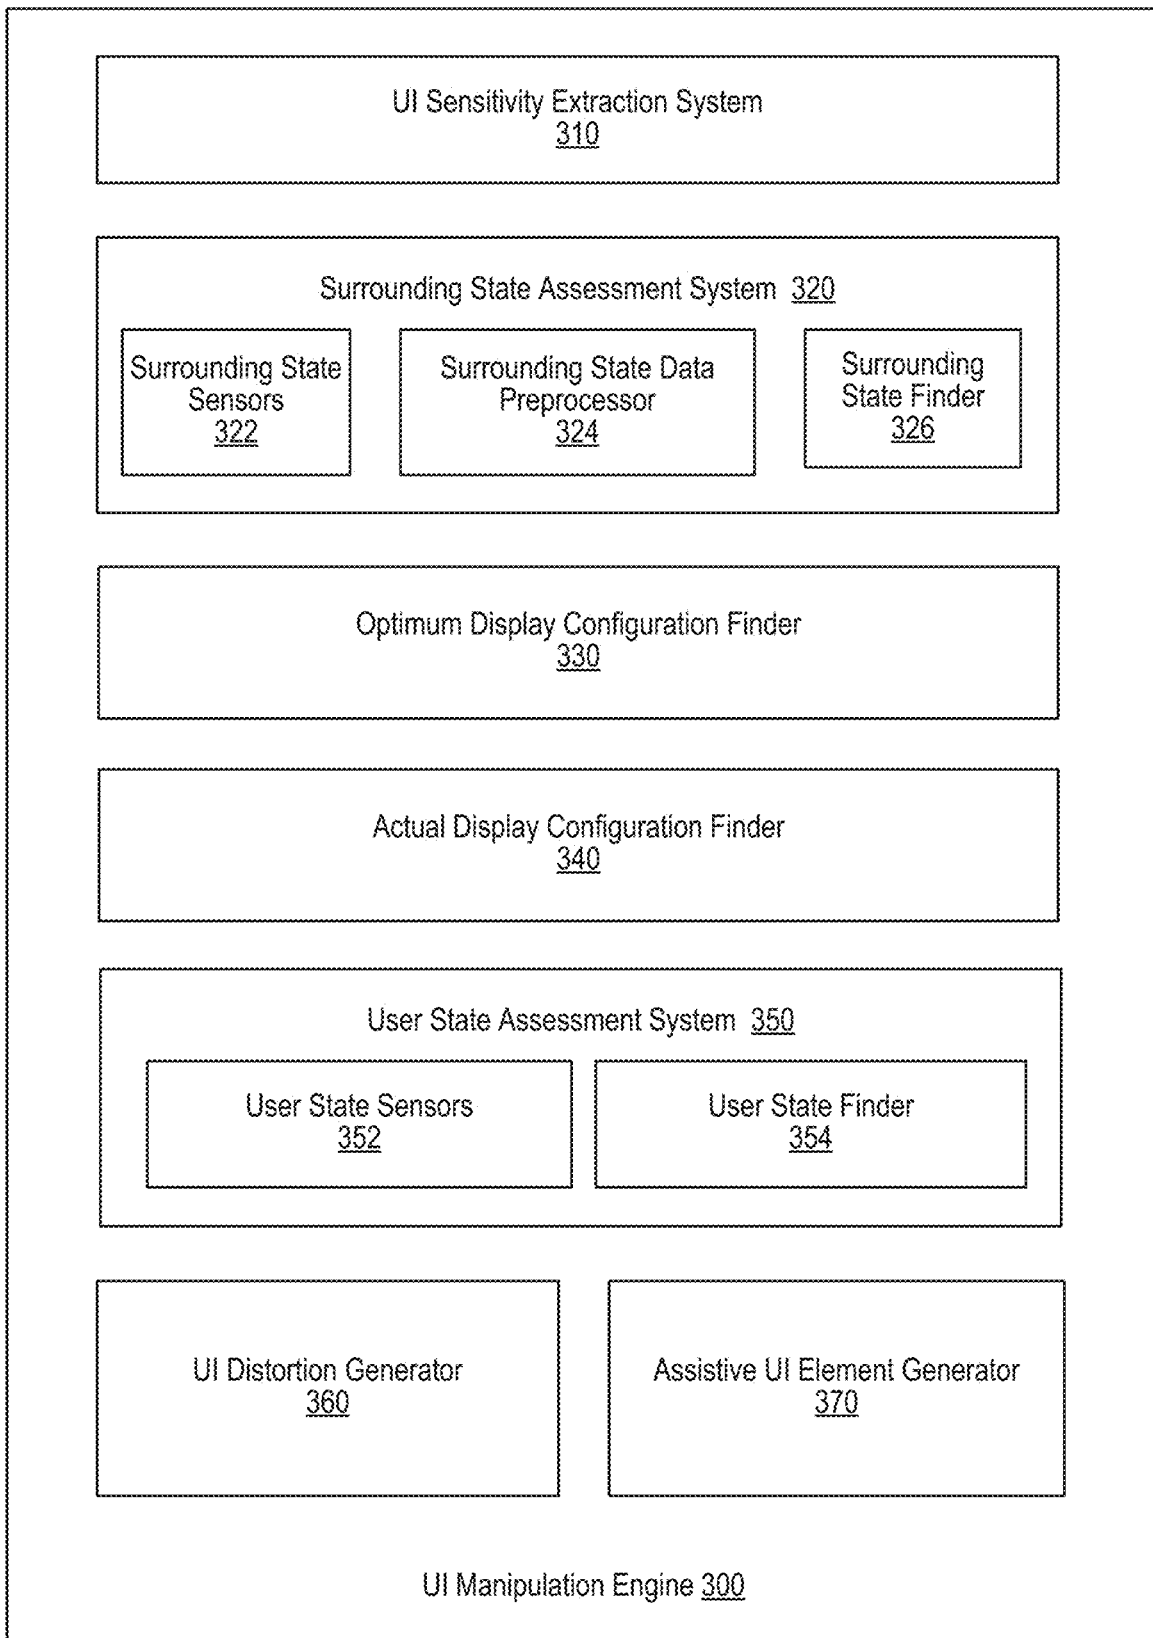 UI Sensitivity Extraction System
310
Surrounding State Assessment System 320
Surrounding State
Sensors
322
Surrounding State Data
Preprocessor
324
Surrounding
State Finder
326
Optimum Display Configuration Finder
330
Actual Display Configuration Finder
340
User State Assessment System 350
User State Sensors
352
User State Finder
354
UI Distortion Generator
360
Assistive UI Element Generator
370
UI Manipulation Engine 300